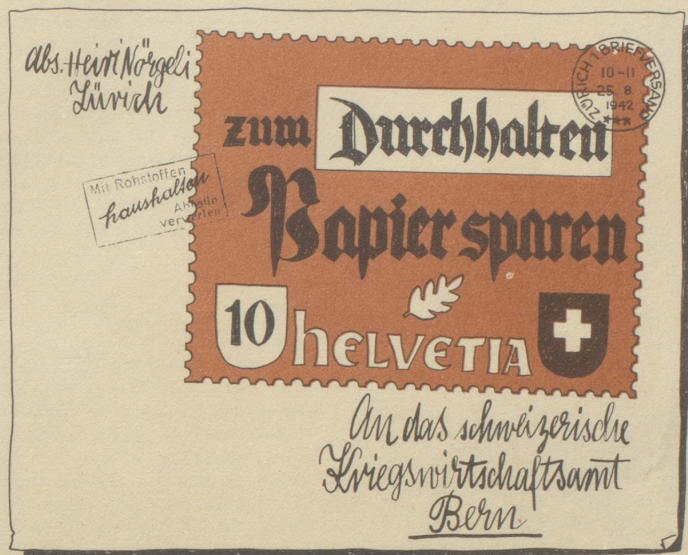 Abs. Heiri Nörgeli
Zürich
ZÜRICH 1 BRIEFVERSAND
10-11
25. 8.
1942
***
zum Durchhalten
Papier sparen
Mit Rohstoffen
haushalten
Abfälle
verwerten
10 hELVETIA
An das schweizerische
Kriegswirtschaftsamt
Bern